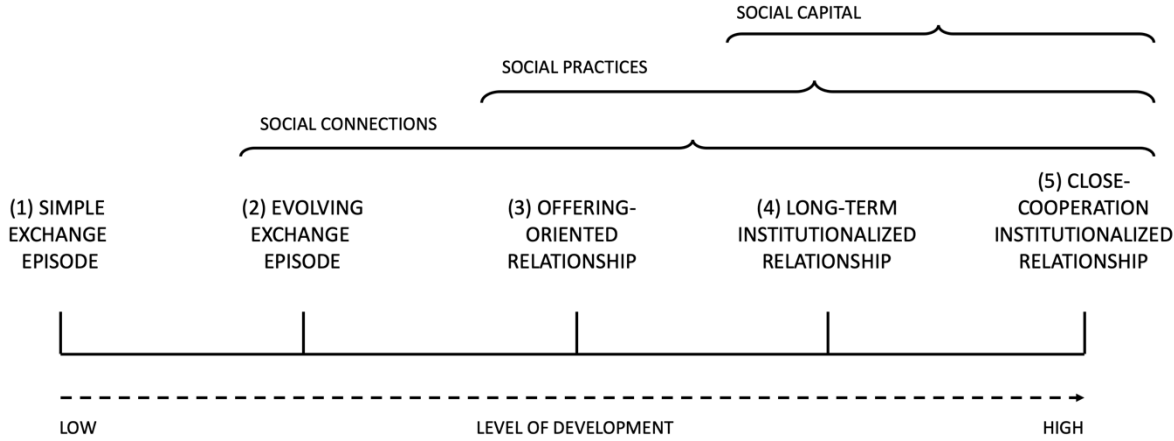 SOCIAL CAPITAL
SOCIAL PRACTICES
SOCIAL CONNECTIONS
(1) SIMPLE
EXCHANGE
EPISODE
(2) EVOLVING
EXCHANGE
EPISODE
(3) OFFERING-
ORIENTED
RELATIONSHIP
(4) LONG-TERM
INSTITUTIONALIZED
RELATIONSHIP
(5) CLOSE-
COOPERATION
INSTITUTIONALIZED
RELATIONSHIP
LOW
LEVEL OF DEVELOPMENT
HIGH